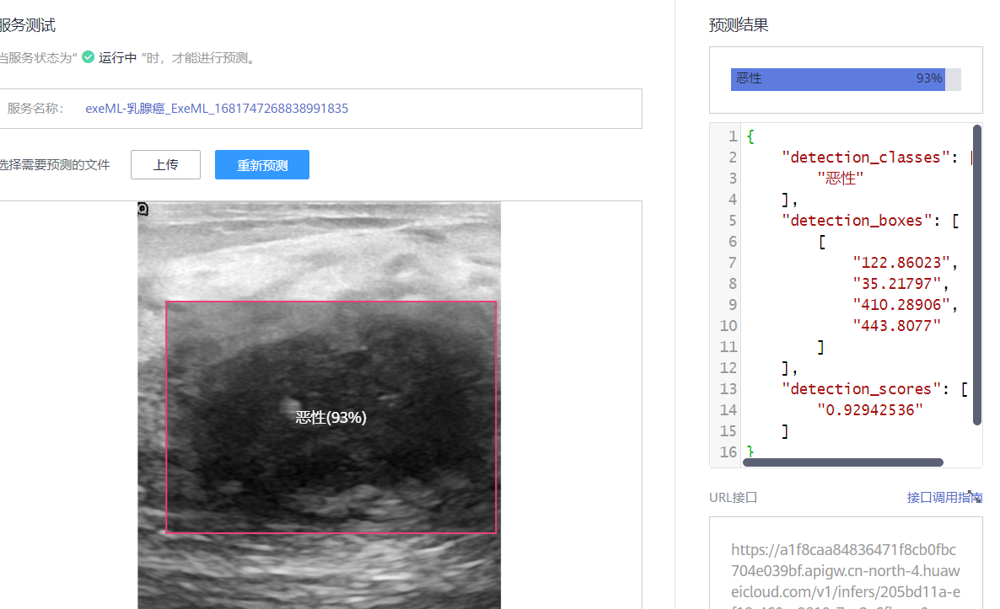 服务测试
当服务状态为“ 运行中 ”时，才能进行预测。
服务名称： exeML-乳腺癌_ExeML_1681747268838991835
选择需要预测的文件 上传 重新预测
恶性(93%)
预测结果
恶性 93%
1 {
2 "detection_classes": [
3 "恶性"
4 ],
5 "detection_boxes": [
6 [
7 "122.86023",
8 "35.21797",
9 "410.28906",
10 "443.8077"
11 ]
12 ],
13 "detection_scores": [
14 "0.92942536"
15 ]
16 }
URL接口 接口调用指南
https://a1f8caa84836471f8cb0fbc
704e039bf.apigw.cn-north-4.huaw
eicloud.com/v1/infers/205bd11a-e